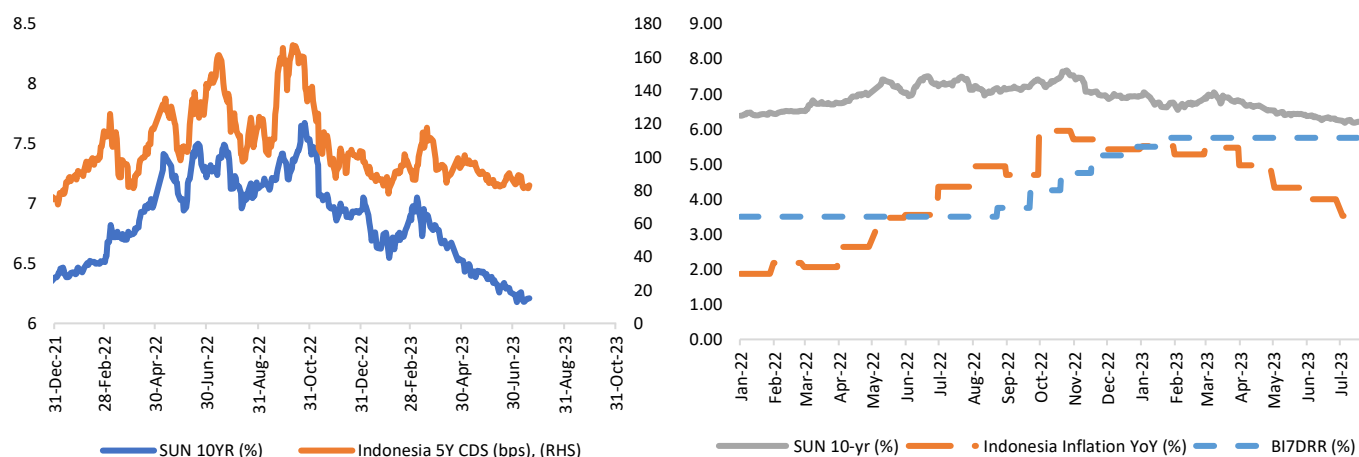 8.5
8
7.5
7
6.5
6
180
160
140
120
100
80
60
40
20
0
31-Dec-21
28-Feb-22
30-Apr-22
30-Jun-22
31-Aug-22
31-Oct-22
31-Dec-22
28-Feb-23
30-Apr-23
30-Jun-23
31-Aug-23
31-Oct-23
SUN 10YR (%)
Indonesia 5Y CDS (bps), (RHS)
9.00
8.00
7.00
6.00
5.00
4.00
3.00
2.00
1.00
0.00
Jan-22
Feb-22
Mar-22
Apr-22
May-22
Jun-22
Jul-22
Aug-22
Sep-22
Oct-22
Nov-22
Dec-22
Jan-23
Feb-23
Mar-23
Apr-23
May-23
Jun-23
Jul-23
SUN 10-yr (%)
Indonesia Inflation YoY (%)
BI7DRR (%)